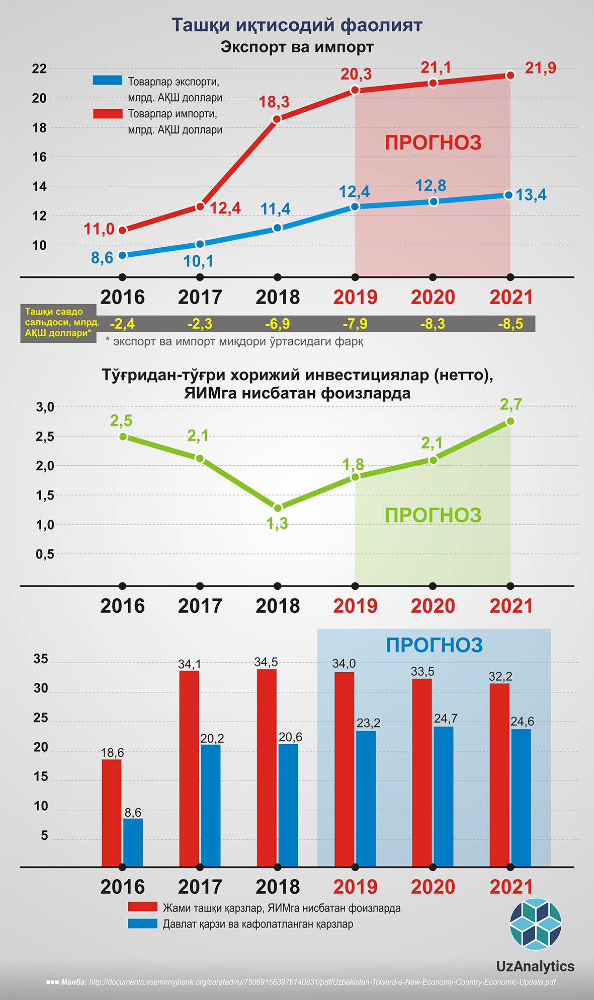 Ташқи иқтисодий фаолият
Экспорт ва импорт
22
20
18
16
14
12
10
Товарлар экспорти,
млрд. АҚШ доллари
Товарлар импорти,
млрд. АҚШ доллари
11,0
12,4
18,3
20,3
21,1
21,9
ПРОГНОЗ
8,6
10,1
11,4
12,4
12,8
13,4
2016 2017 2018 2019 2020 2021
Ташқи савдо
сальдоси, млрд.
АҚШ доллари*
-2,4 -2,3 -6,9 -7,9 -8,3 -8,5
* экспорт ва импорт миқдори ўртасидаги фарқ
Тўғридан-тўғри хорижий инвестициялар (нетто),
ЯИМга нисбатан фоизларда
3,0
2,5
2,0
1,5
1,0
0,5
2,5
2,1
1,3
1,8
2,1
2,7
ПРОГНОЗ
2016 2017 2018 2019 2020 2021
ПРОГНОЗ
35
30
25
20
15
10
5
18,6
8,6
34,1
20,2
34,5
20,6
34,0
23,2
33,5
24,7
32,2
24,6
2016 2017 2018 2019 2020 2021
Жами ташқи қарзлар, ЯИМга нисбатан фоизларда
Давлат қарзи ва кафолатланган қарзлар
UzAnalytics
Манба: http://documents.vsemirnyjbank.org/curated/ru/750691563976140831/pdf/Uzbekistan-Toward-a-New-Economy-Country-Economic-Update.pdf